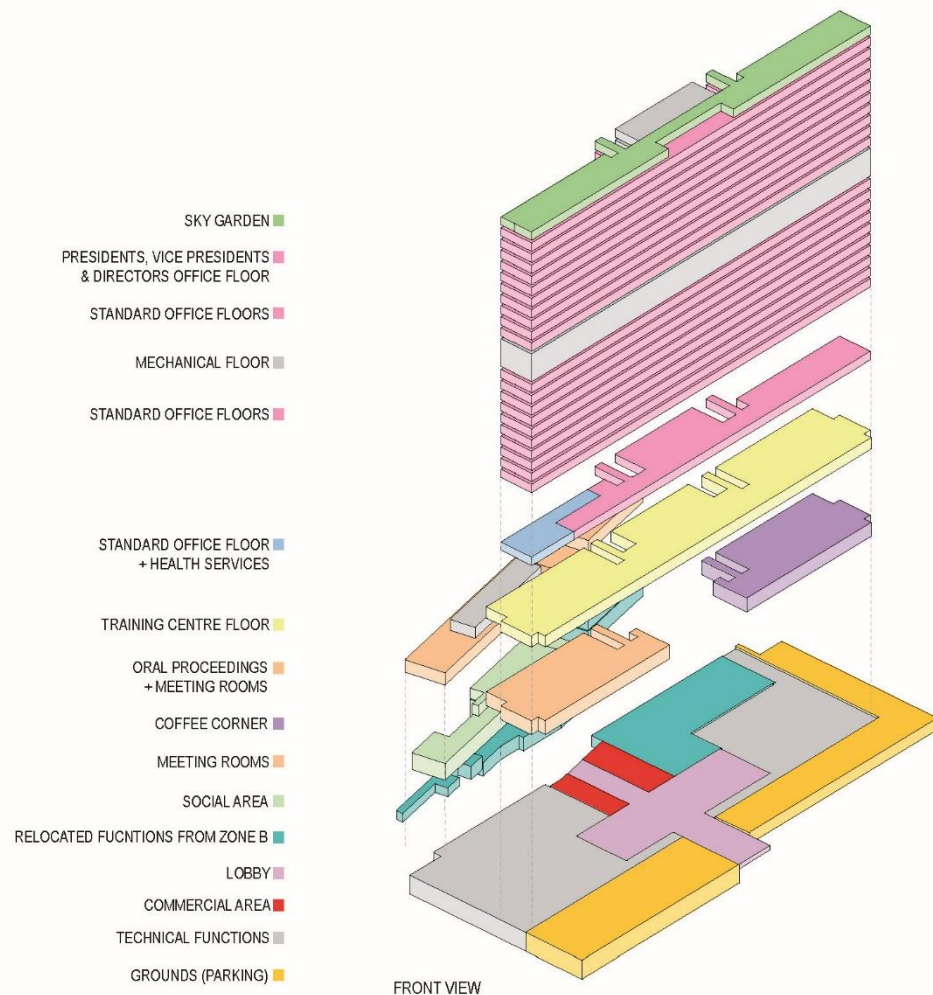 SKY GARDEN
PRESIDENTS, VICE PRESIDENTS
& DIRECTORS OFFICE FLOOR
STANDARD OFFICE FLOORS
MECHANICAL FLOOR
STANDARD OFFICE FLOORS
STANDARD OFFICE FLOOR
+ HEALTH SERVICES
TRAINING CENTRE FLOOR
ORAL PROCEEDINGS
+ MEETING ROOMS
COFFEE CORNER
MEETING ROOMS
SOCIAL AREA
RELOCATED FUCNTIONS FROM ZONE B
LOBBY
COMMERCIAL AREA
TECHNICAL FUNCTIONS
GROUNDS (PARKING)
FRONT VIEW